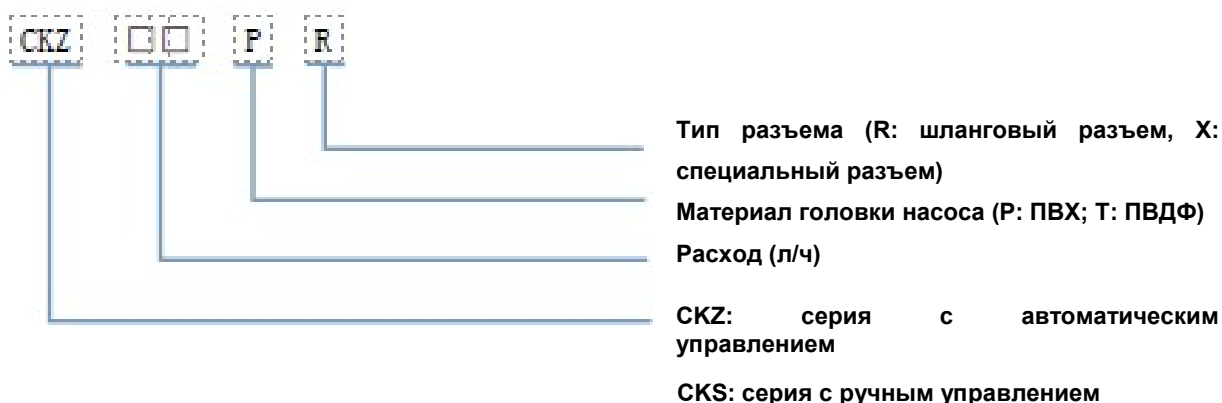 CKZ □□ P R
Тип разъема (R: шланговый разъем, X:
специальный разъем)
Материал головки насоса (P: ПВХ; T: ПВДФ)
Расход (л/ч)
CKZ: серия с автоматическим
управлением
CKS: серия с ручным управлением